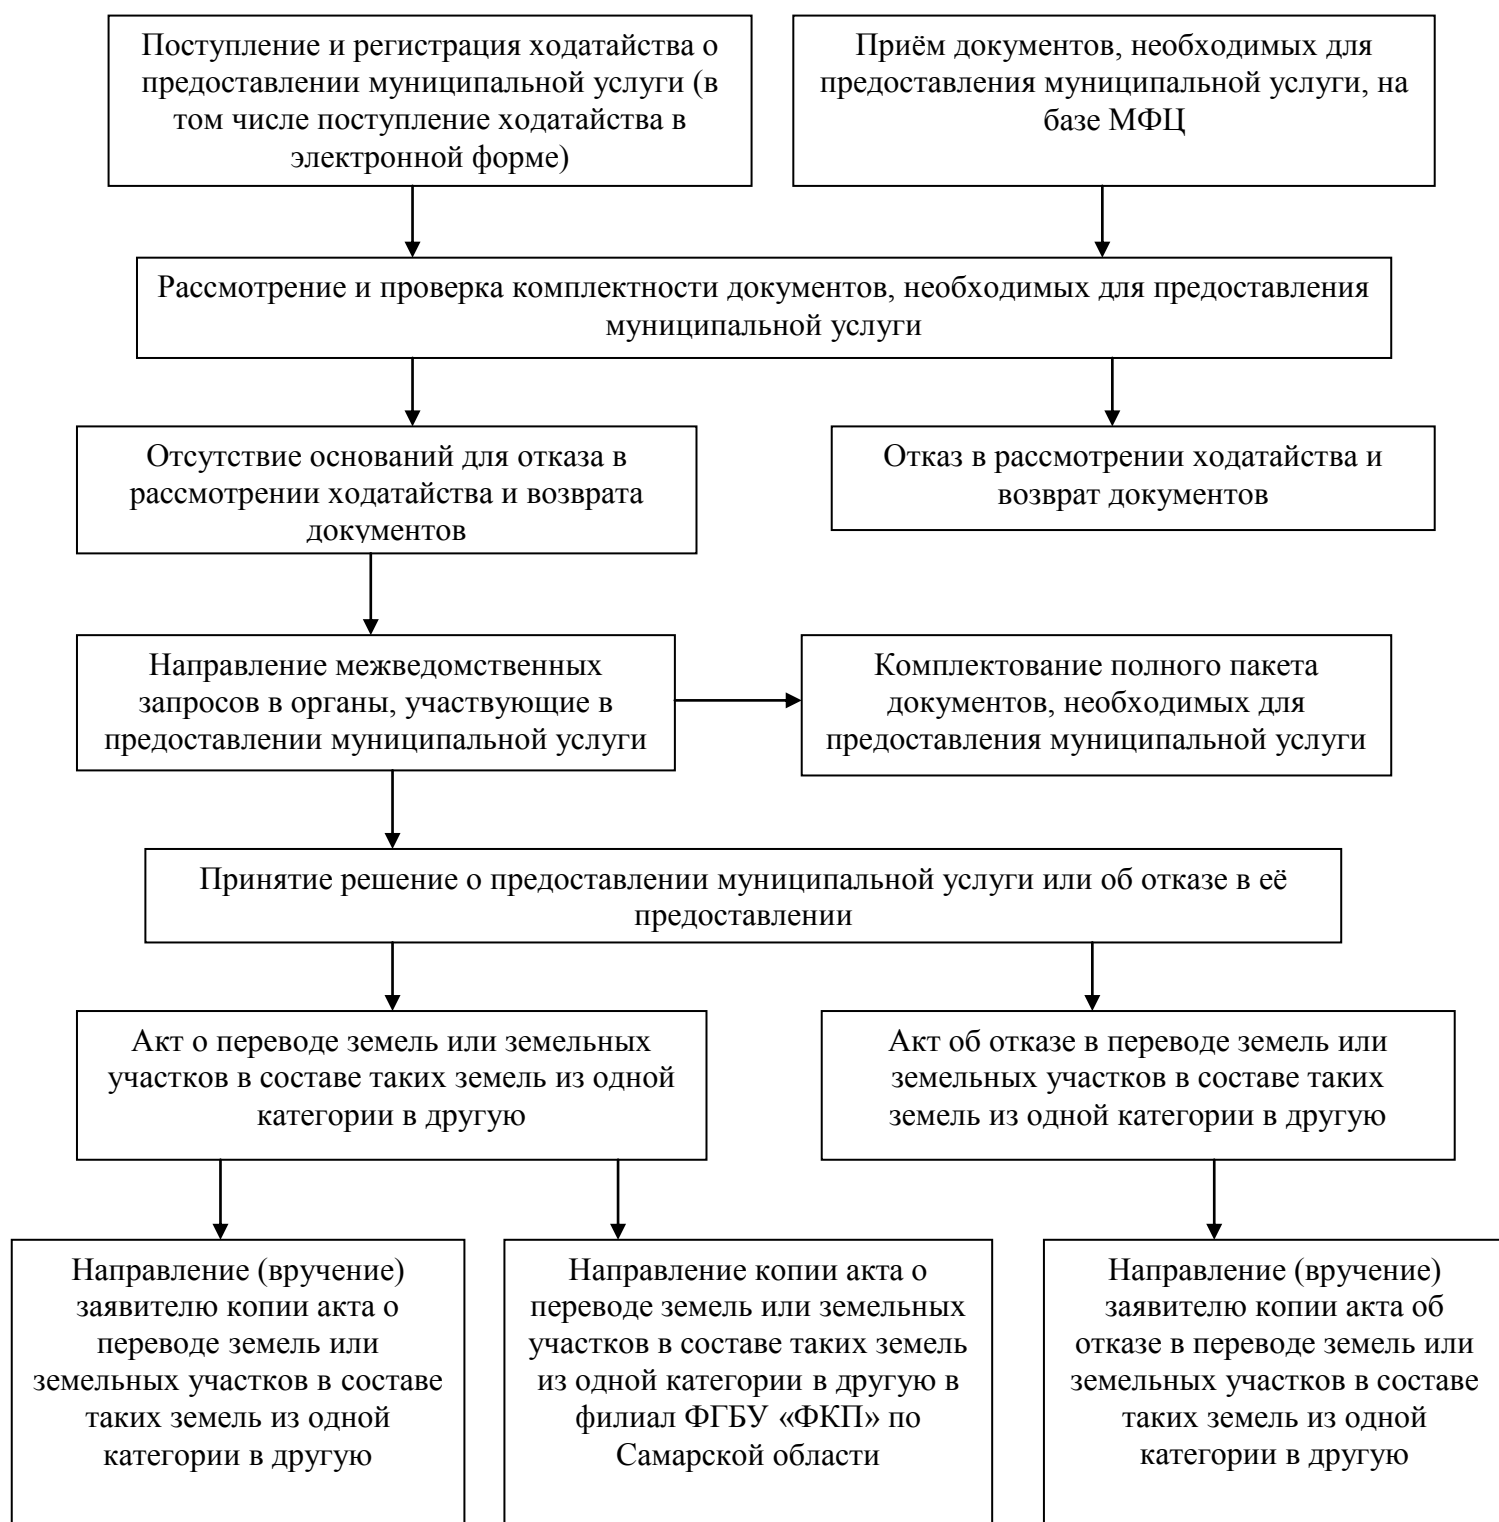 Поступление и регистрация ходатайства о
предоставлении муниципальной услуги (в
том числе поступление ходатайства в
электронной форме)
Приём документов, необходимых для
предоставления муниципальной услуги, на
базе МФЦ
Рассмотрение и проверка комплектности документов, необходимых для предоставления
муниципальной услуги
Отсутствие оснований для отказа в
рассмотрении ходатайства и возврата
документов
Отказ в рассмотрении ходатайства и
возврат документов
Направление межведомственных
запросов в органы, участвующие в
предоставлении муниципальной услуги
Комплектование полного пакета
документов, необходимых для
предоставления муниципальной услуги
Принятие решение о предоставлении муниципальной услуги или об отказе в её
предоставлении
Акт о переводе земель или земельных
участков в составе таких земель из одной
категории в другую
Акт об отказе в переводе земель или
земельных участков в составе таких
земель из одной категории в другую
Направление (вручение)
заявителю копии акта о
переводе земель или
земельных участков в составе
таких земель из одной
категории в другую
Направление копии акта о
переводе земель или земельных
участков в составе таких земель
из одной категории в другую в
филиал ФГБУ «ФКП» по
Самарской области
Направление (вручение)
заявителю копии акта об
отказе в переводе земель или
земельных участков в составе
таких земель из одной
категории в другую